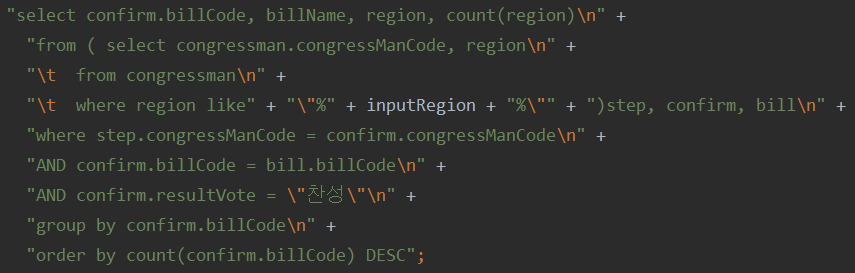 "select confirm.billCode, billName, region, count(region)\n" +
"from ( select congressman.congressManCode, region\n" +
"\t  from congressman\n" +
"\t  where region like" + "\"%" + inputRegion + "%\"" + ")step, confirm, bill\n" +
"where step.congressManCode = confirm.congressManCode\n" +
"AND confirm.billCode = bill.billCode\n" +
"AND confirm.resultVote = \"찬성\"\n" +
"group by confirm.billCode\n" +
"order by count(confirm.billCode) DESC";